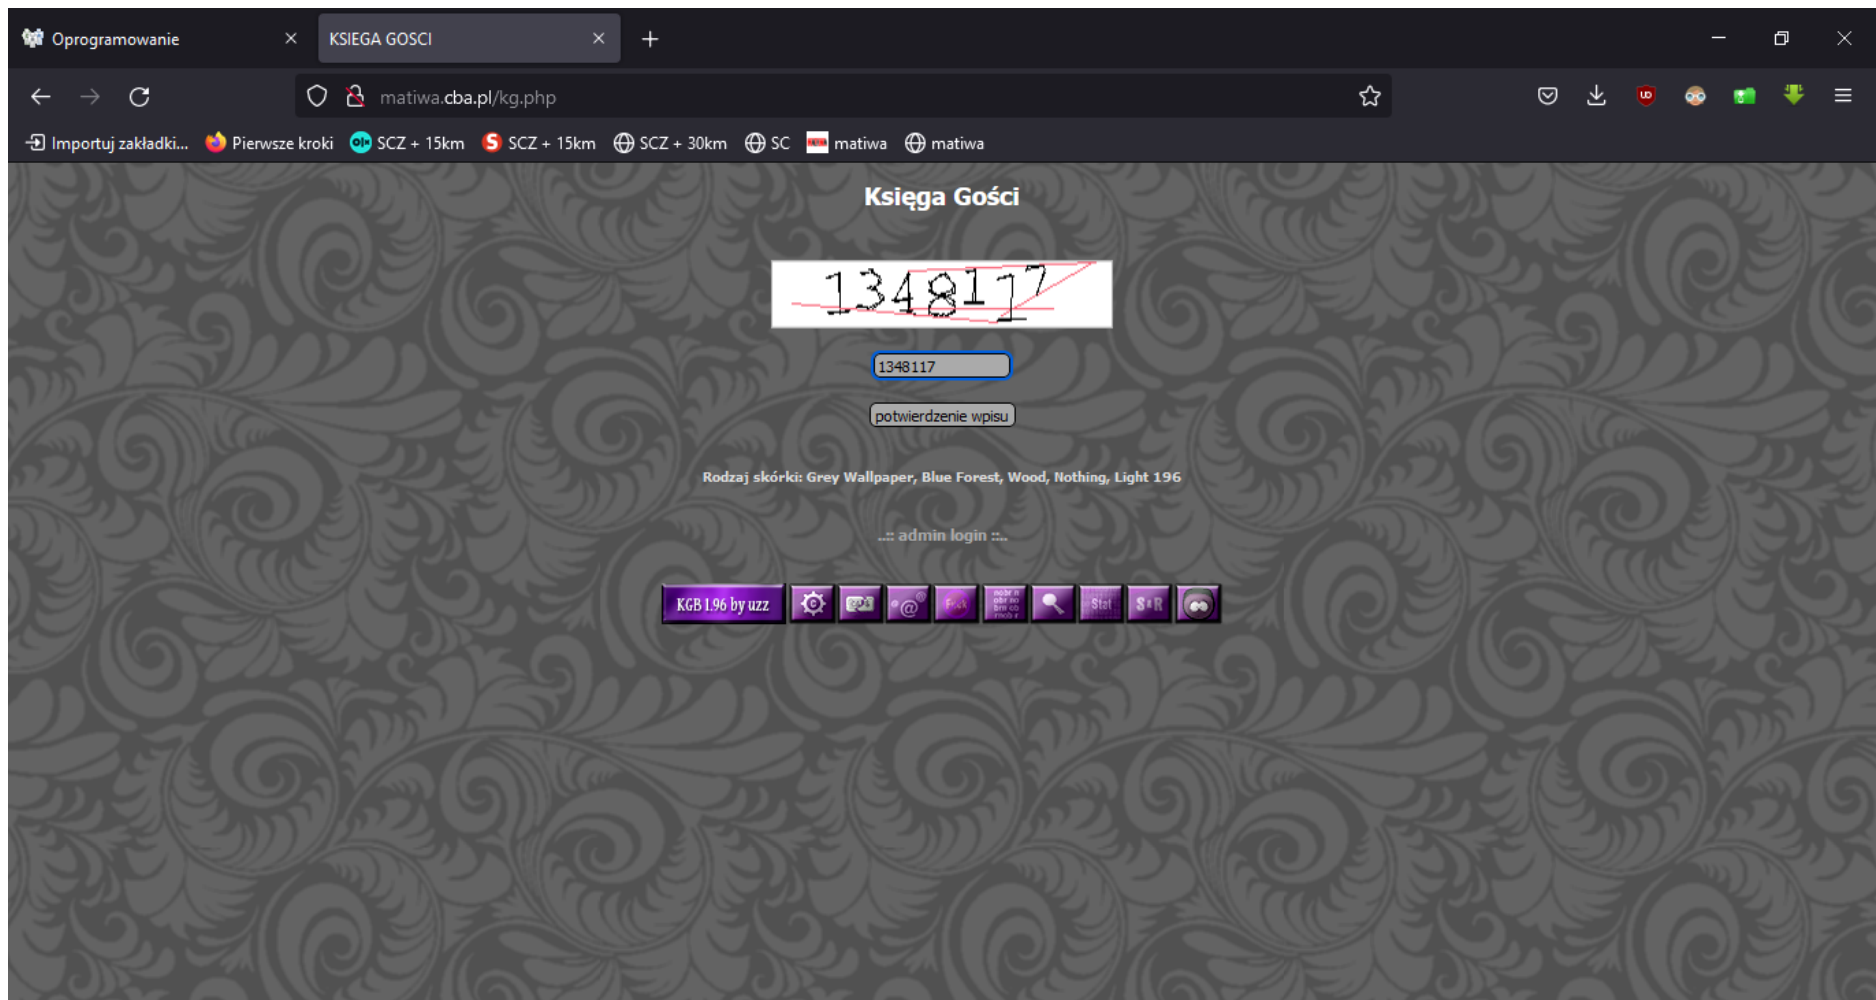 Oprogramowanie
KSIEGA GOSCI
matiwa.cba.pl/kg.php
Importuj zakładki... Pierwsze kroki SCZ + 15km SCZ + 15km SCZ + 30km SC matiwa matiwa
Księga Gości
1348117
1348117
potwierdzenie wpisu
Rodzaj skórki: Grey Wallpaper, Blue Forest, Wood, Nothing, Light 196
..:: admin login ::..
KGB 1.96 by uzz
Stat
S&R